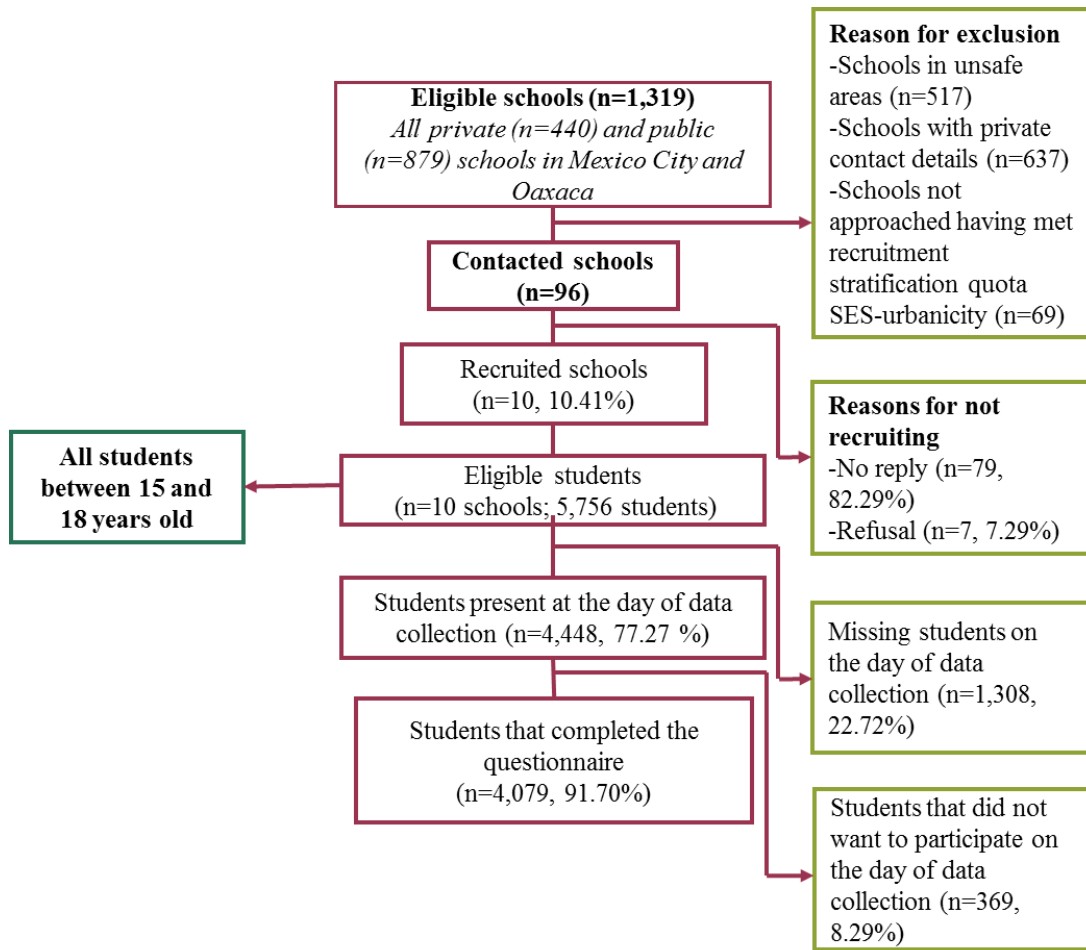 Eligible schools (n=1,319)
All private (n=440) and public
(n=879) schools in Mexico City and
Oaxaca
Reason for exclusion
-Schools in unsafe
areas (n=517)
-Schools with private
contact details (n=637)
-Schools not
approached having met
recruitment
stratification quota
SES-urbanicity (n=69)
Contacted schools
(n=96)
Recruited schools
(n=10, 10.41%)
Reasons for not
recruiting
-No reply (n=79,
82.29%)
-Refusal (n=7, 7.29%)
All students
between 15 and
18 years old
Eligible students
(n=10 schools; 5,756 students)
Students present at the day of data
collection (n=4,448, 77.27 %)
Missing students on
the day of data
collection (n=1,308,
22.72%)
Students that completed the
questionnaire
(n=4,079, 91.70%)
Students that did not
want to participate on
the day of data
collection (n=369,
8.29%)